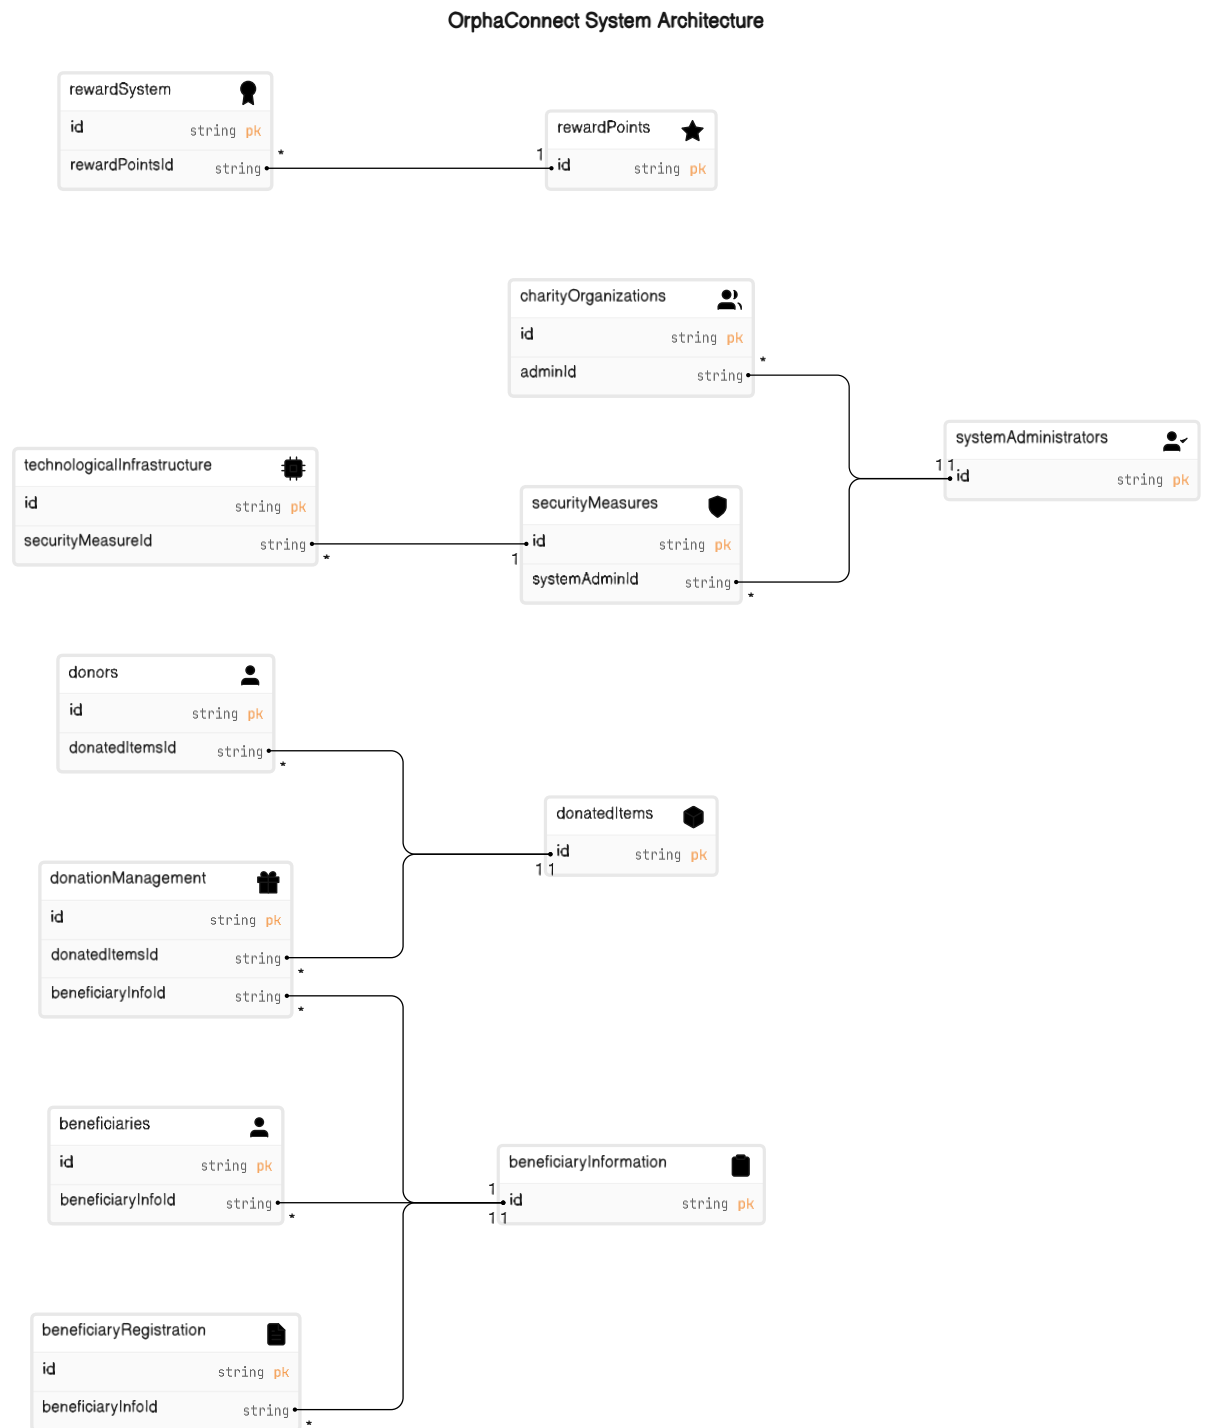 OrphaConnect System Architecture
rewardSystem
id string pk
rewardPointsId string
*
1
rewardPoints
id string pk
charityOrganizations
id string pk
adminId string
*
systemAdministrators
1 1
id string pk
technologicalInfrastructure
id string pk
securityMeasureId string
*
1
securityMeasures
id string pk
systemAdminId string
*
donors
id string pk
donatedItemsId string
*
donatedItems
id string pk
1 1
donationManagement
id string pk
donatedItemsId string
*
beneficiaryInfoId string
*
beneficiaries
id string pk
beneficiaryInfoId string
*
beneficiaryInformation
1
id string pk
1 1
beneficiaryRegistration
id string pk
beneficiaryInfoId string
*